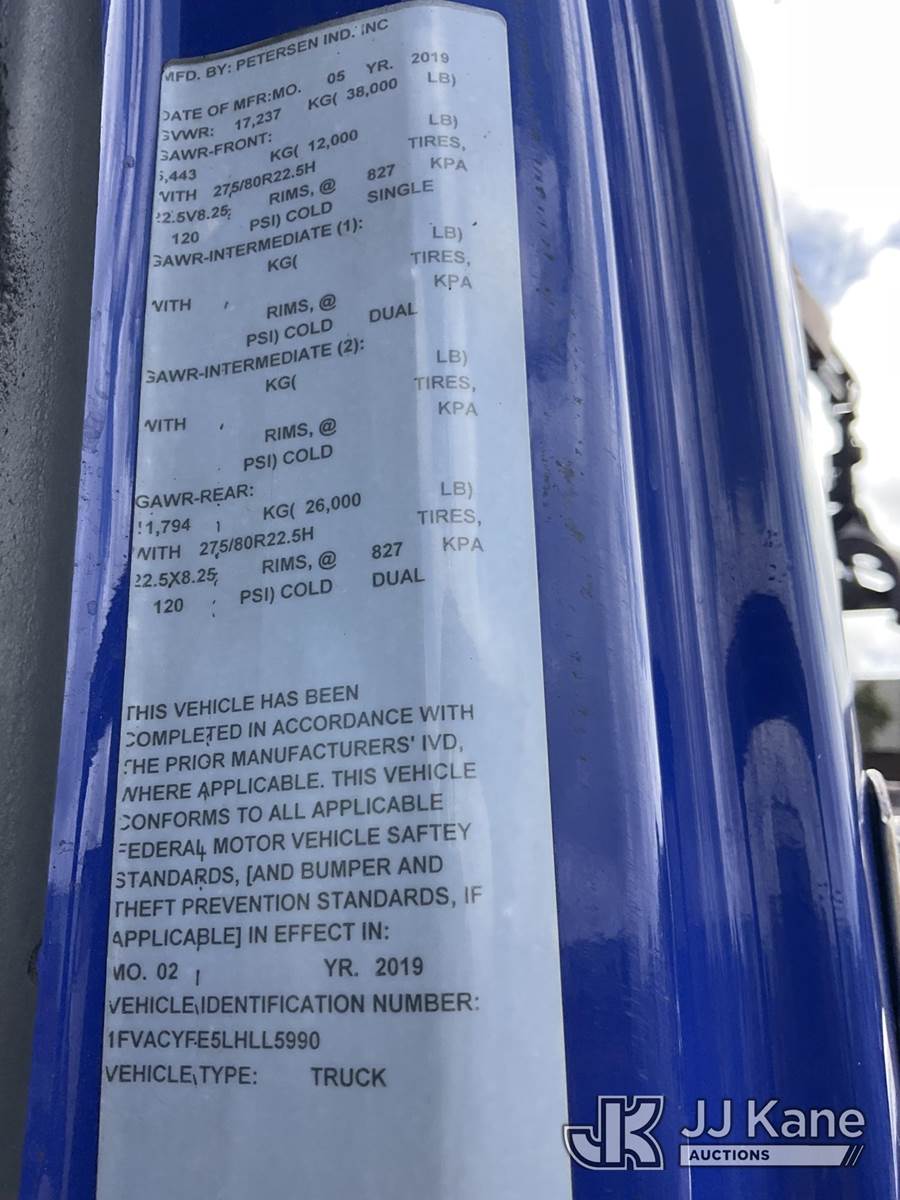 MFD. BY: PETERSEN IND. INC
DATE OF MFR:MO. 05 YR. 2019
GVWR: 17,237 KG( 38,000 LB)
GAWR-FRONT:
5,443 KG( 12,000 LB)
WITH 275/80R22.5H TIRES,
22.5V8.25, RIMS, @ 827 KPA
120 PSI) COLD SINGLE
GAWR-INTERMEDIATE (1):
KG( LB)
WITH TIRES,
RIMS, @ KPA
PSI) COLD DUAL
GAWR-INTERMEDIATE (2):
KG( LB)
WITH TIRES,
RIMS, @ KPA
PSI) COLD
GAWR-REAR:
11,794 KG( 26,000 LB)
WITH 275/80R22.5H TIRES,
22.5X8.25, RIMS, @ 827 KPA
120 PSI) COLD DUAL
THIS VEHICLE HAS BEEN
COMPLETED IN ACCORDANCE WITH
THE PRIOR MANUFACTURERS' IVD,
WHERE APPLICABLE. THIS VEHICLE
CONFORMS TO ALL APPLICABLE
FEDERAL MOTOR VEHICLE SAFTEY
STANDARDS, [AND BUMPER AND
THEFT PREVENTION STANDARDS, IF
APPLICABLE] IN EFFECT IN:
MO. 02 YR. 2019
VEHICLE IDENTIFICATION NUMBER:
1FVACYFE5LHLL5990
VEHICLE TYPE: TRUCK
JK JJ Kane
AUCTIONS